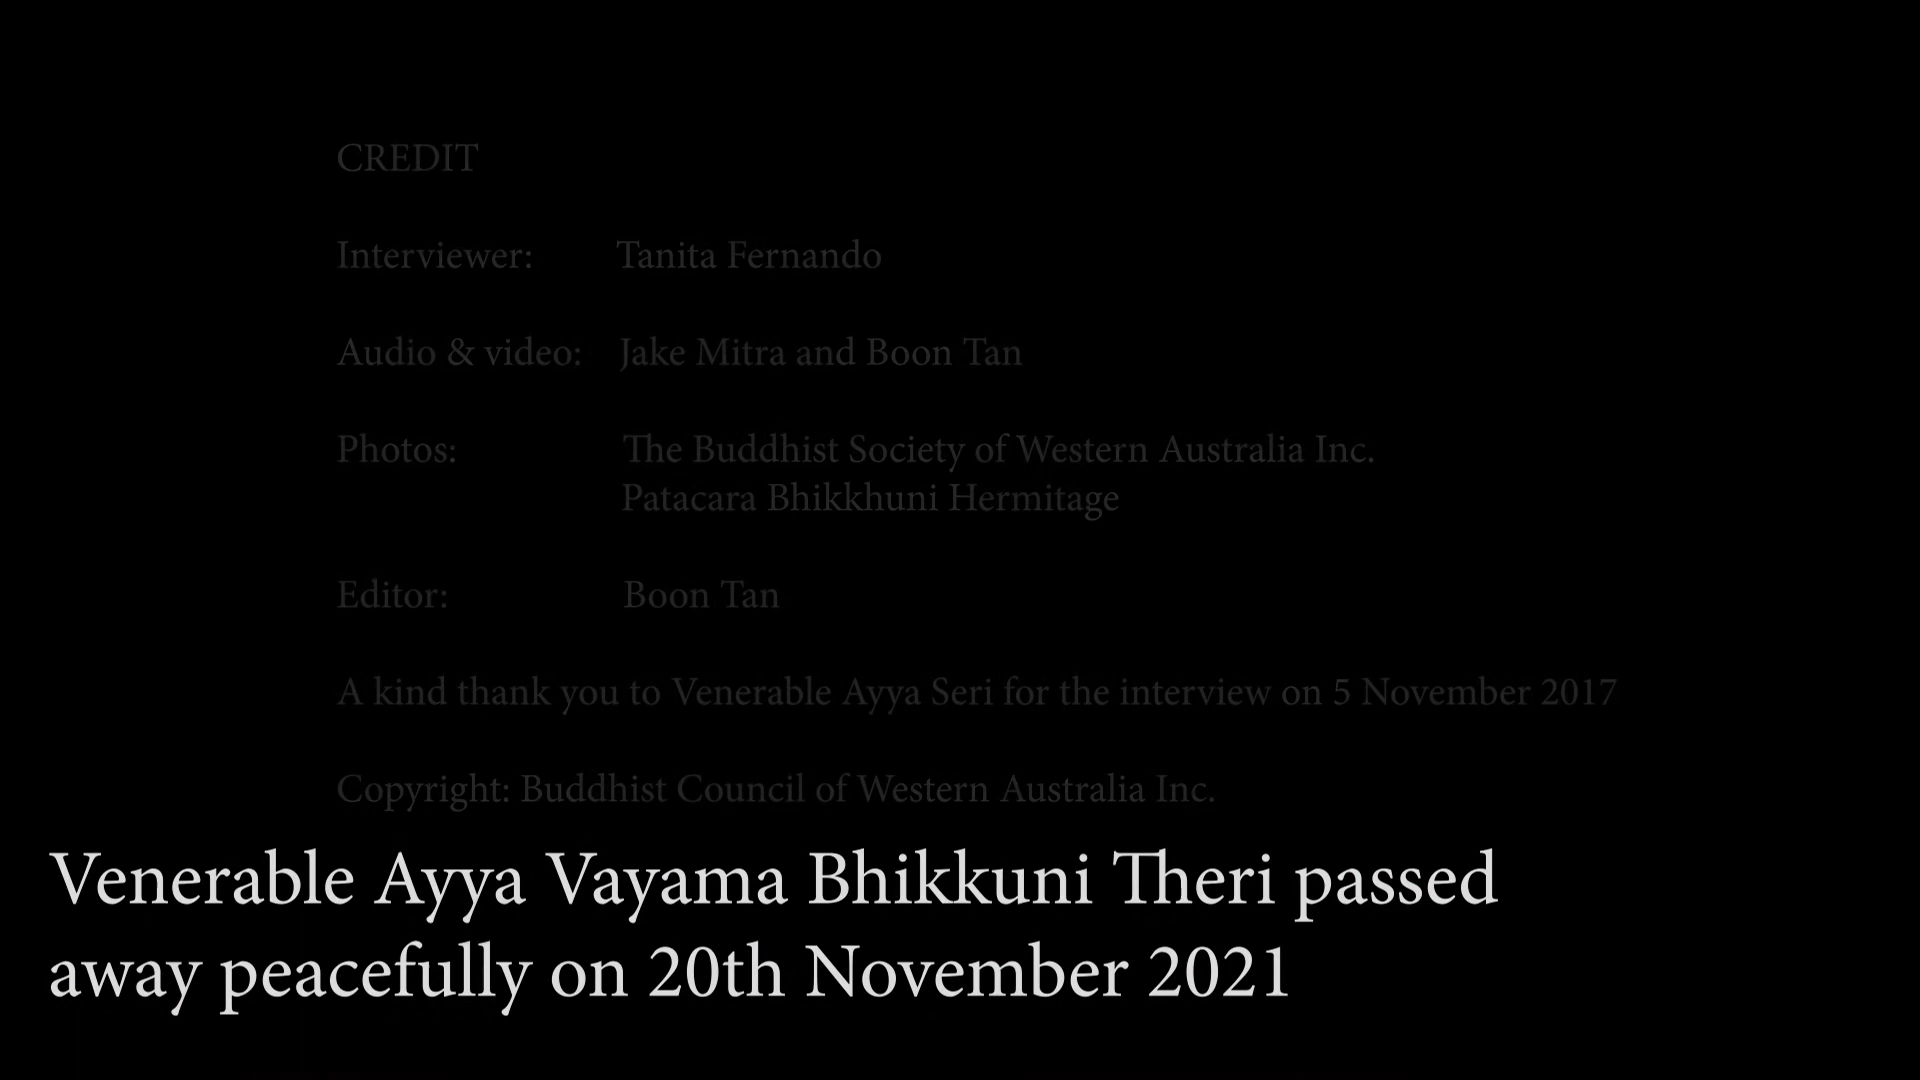 CREDIT
Interviewer: Tanita Fernando
Audio & video: Jake Mitra and Boon Tan
Photos: The Buddhist Society of Western Australia Inc.
Patacara Bhikkhuni Hermitage
Editor: Boon Tan
A kind thank you to Venerable Ayya Seri for the interview on 5 November 2017
Copyright: Buddhist Council of Western Australia Inc.
Venerable Ayya Vayama Bhikkuni Theri passed
away peacefully on 20th November 2021